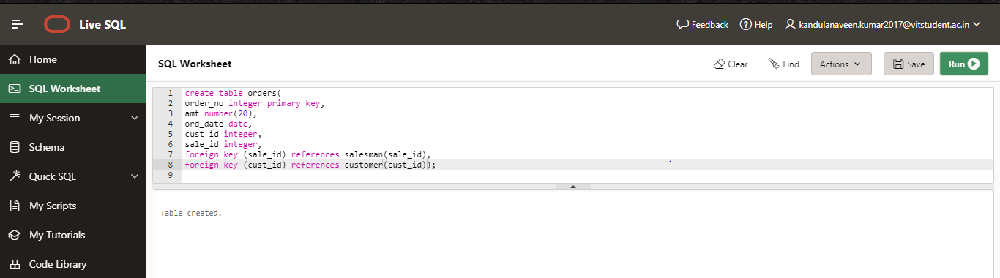 Live SQL
Feedback
Help
kandulanaveen.kumar2017@vitstudent.ac.in
Home
SQL Worksheet
My Session
Schema
Quick SQL
My Scripts
My Tutorials
Code Library
SQL Worksheet
Clear
Find
Actions
Save
Run
1 create table orders(
2 order_no integer primary key,
3 amt number(20),
4 ord_date date,
5 cust_id integer,
6 sale_id integer,
7 foreign key (sale_id) references salesman(sale_id),
8 foreign key (cust_id) references customer(cust_id));
9
Table created.